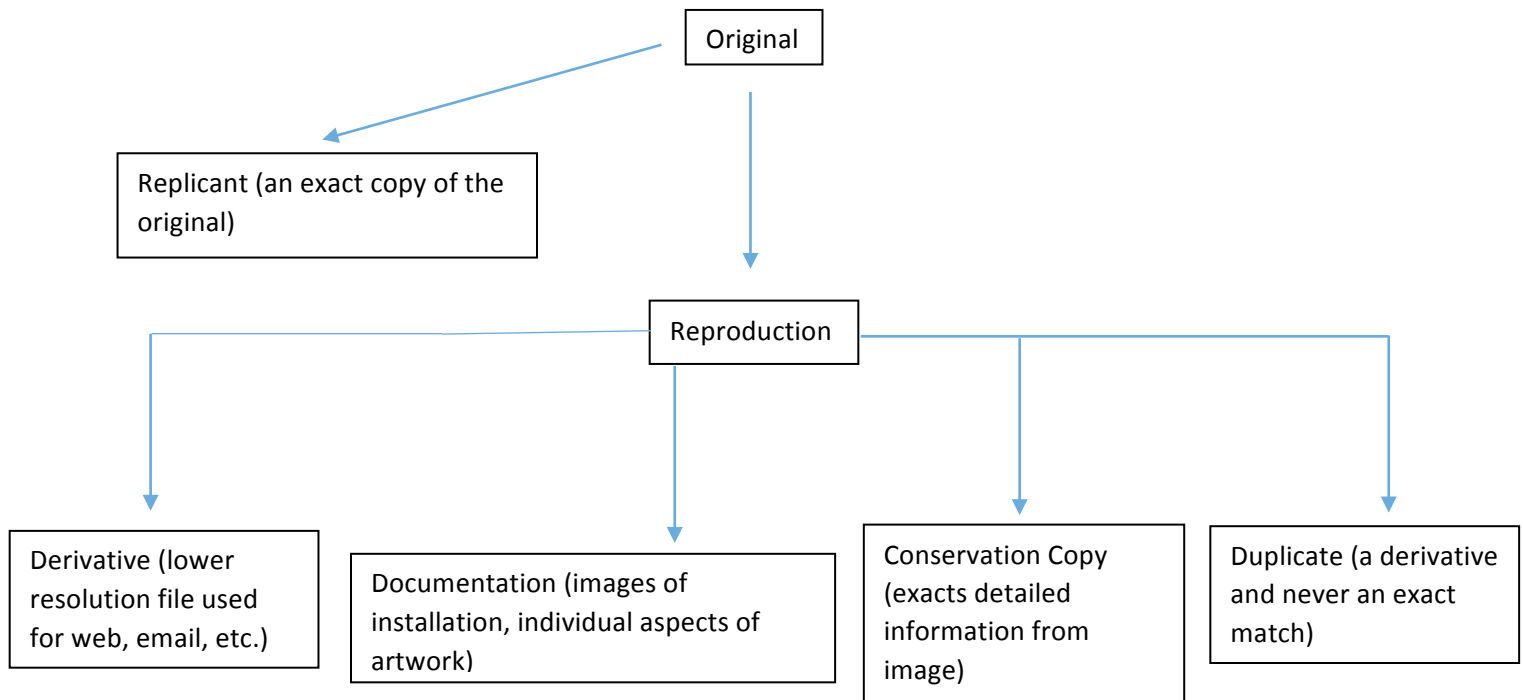 Original
Replicant (an exact copy of the
original)
Reproduction
Derivative (lower
resolution file used
for web, email, etc.)
Documentation (images of
installation, individual aspects of
artwork)
Conservation Copy
(exacts detailed
information from
image)
Duplicate (a derivative
and never an exact
match)